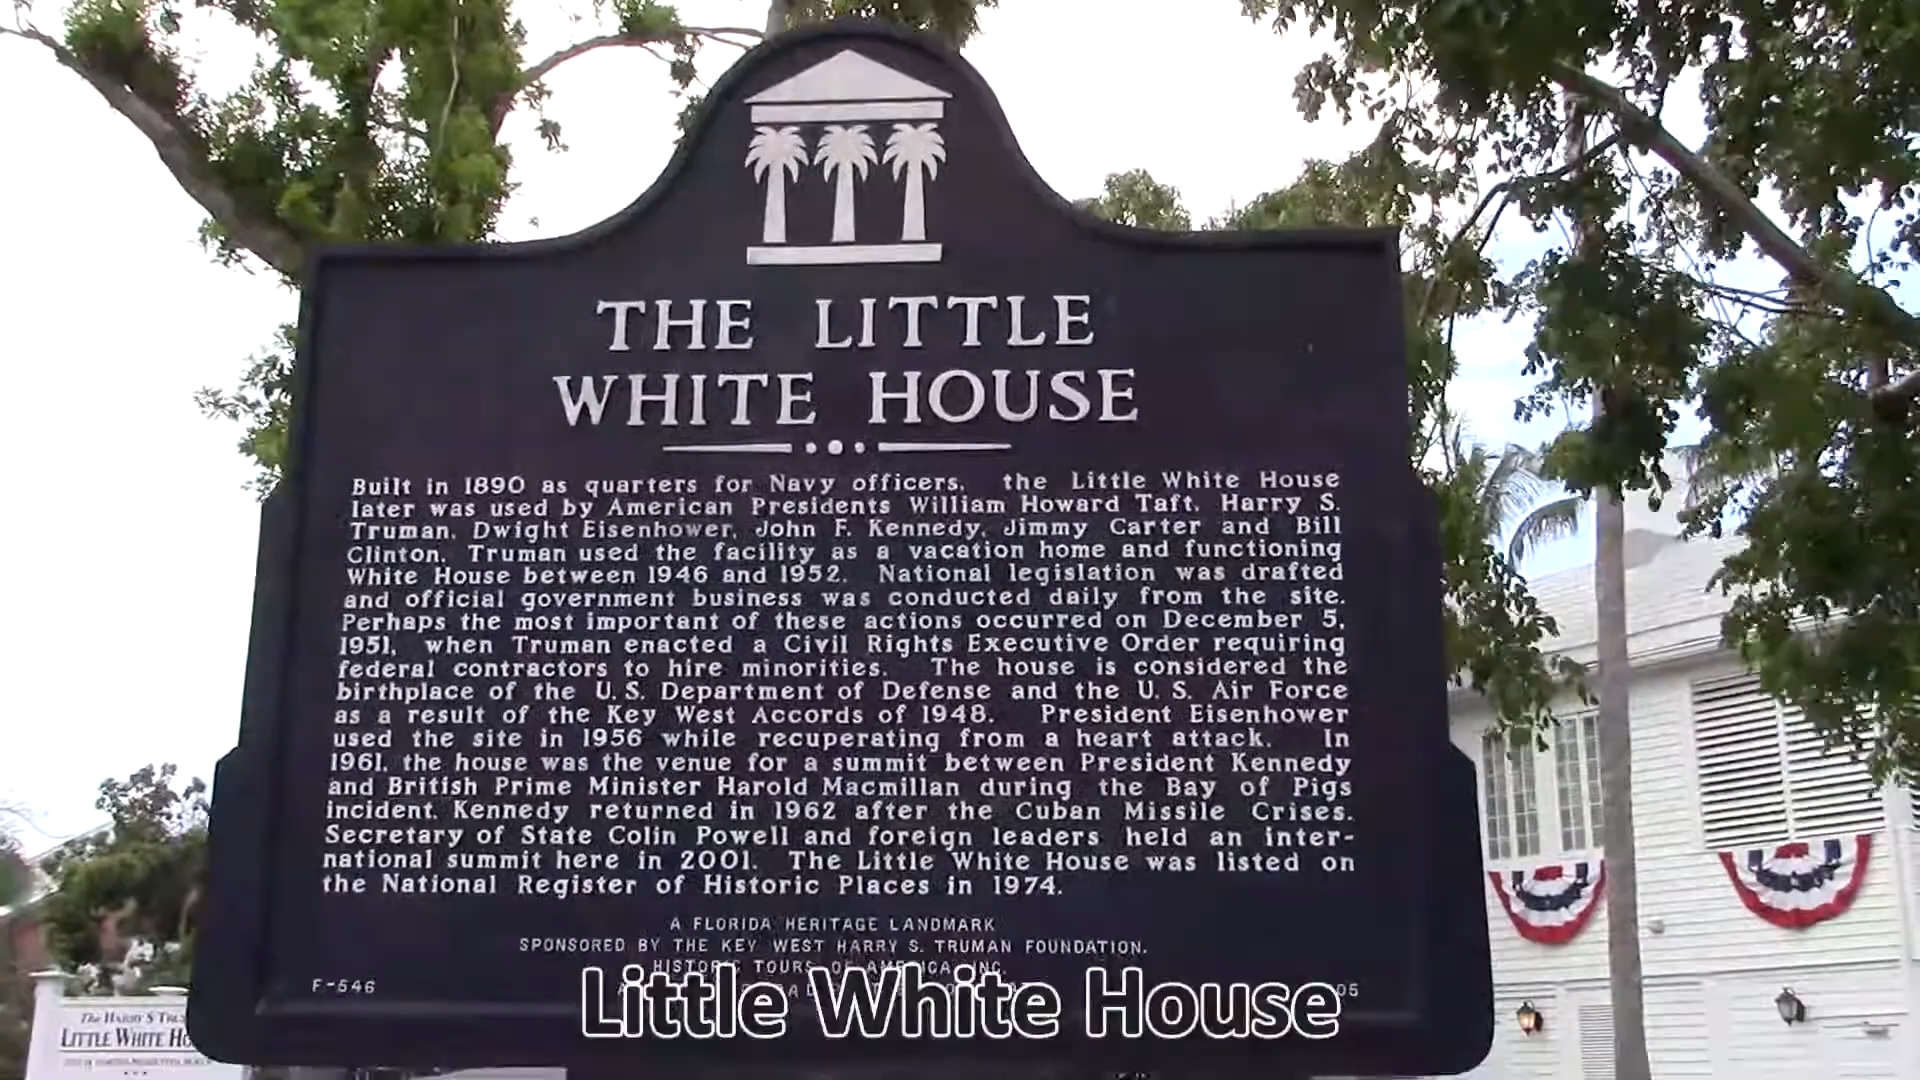 THE LITTLE
WHITE HOUSE
Built in 1890 as quarters for Navy officers, the Little White House
later was used by American Presidents William Howard Taft, Harry S.
Truman, Dwight Eisenhower, John F. Kennedy, Jimmy Carter and Bill
Clinton. Truman used the facility as a vacation home and functioning
White House between 1946 and 1952. National legislation was drafted
and official government business was conducted daily from the site.
Perhaps the most important of these actions occurred on December 5,
1951, when Truman enacted a Civil Rights Executive Order requiring
federal contractors to hire minorities. The house is considered the
birthplace of the U.S. Department of Defense and the U.S. Air Force
as a result of the Key West Accords of 1948. President Eisenhower
used the site in 1956 while recuperating from a heart attack. In
1961, the house was the venue for a summit between President Kennedy
and British Prime Minister Harold Macmillan during the Bay of Pigs
incident. Kennedy returned in 1962 after the Cuban Missile Crises.
Secretary of State Colin Powell and foreign leaders held an inter-
national summit here in 2001. The Little White House was listed on
the National Register of Historic Places in 1974.
A FLORIDA HERITAGE LANDMARK
SPONSORED BY THE KEY WEST HARRY S. TRUMAN FOUNDATION,
HISTORIC TOURS OF AMERICA, INC.
F-546
Little White House
The HARRY S
LITTLE WHITE